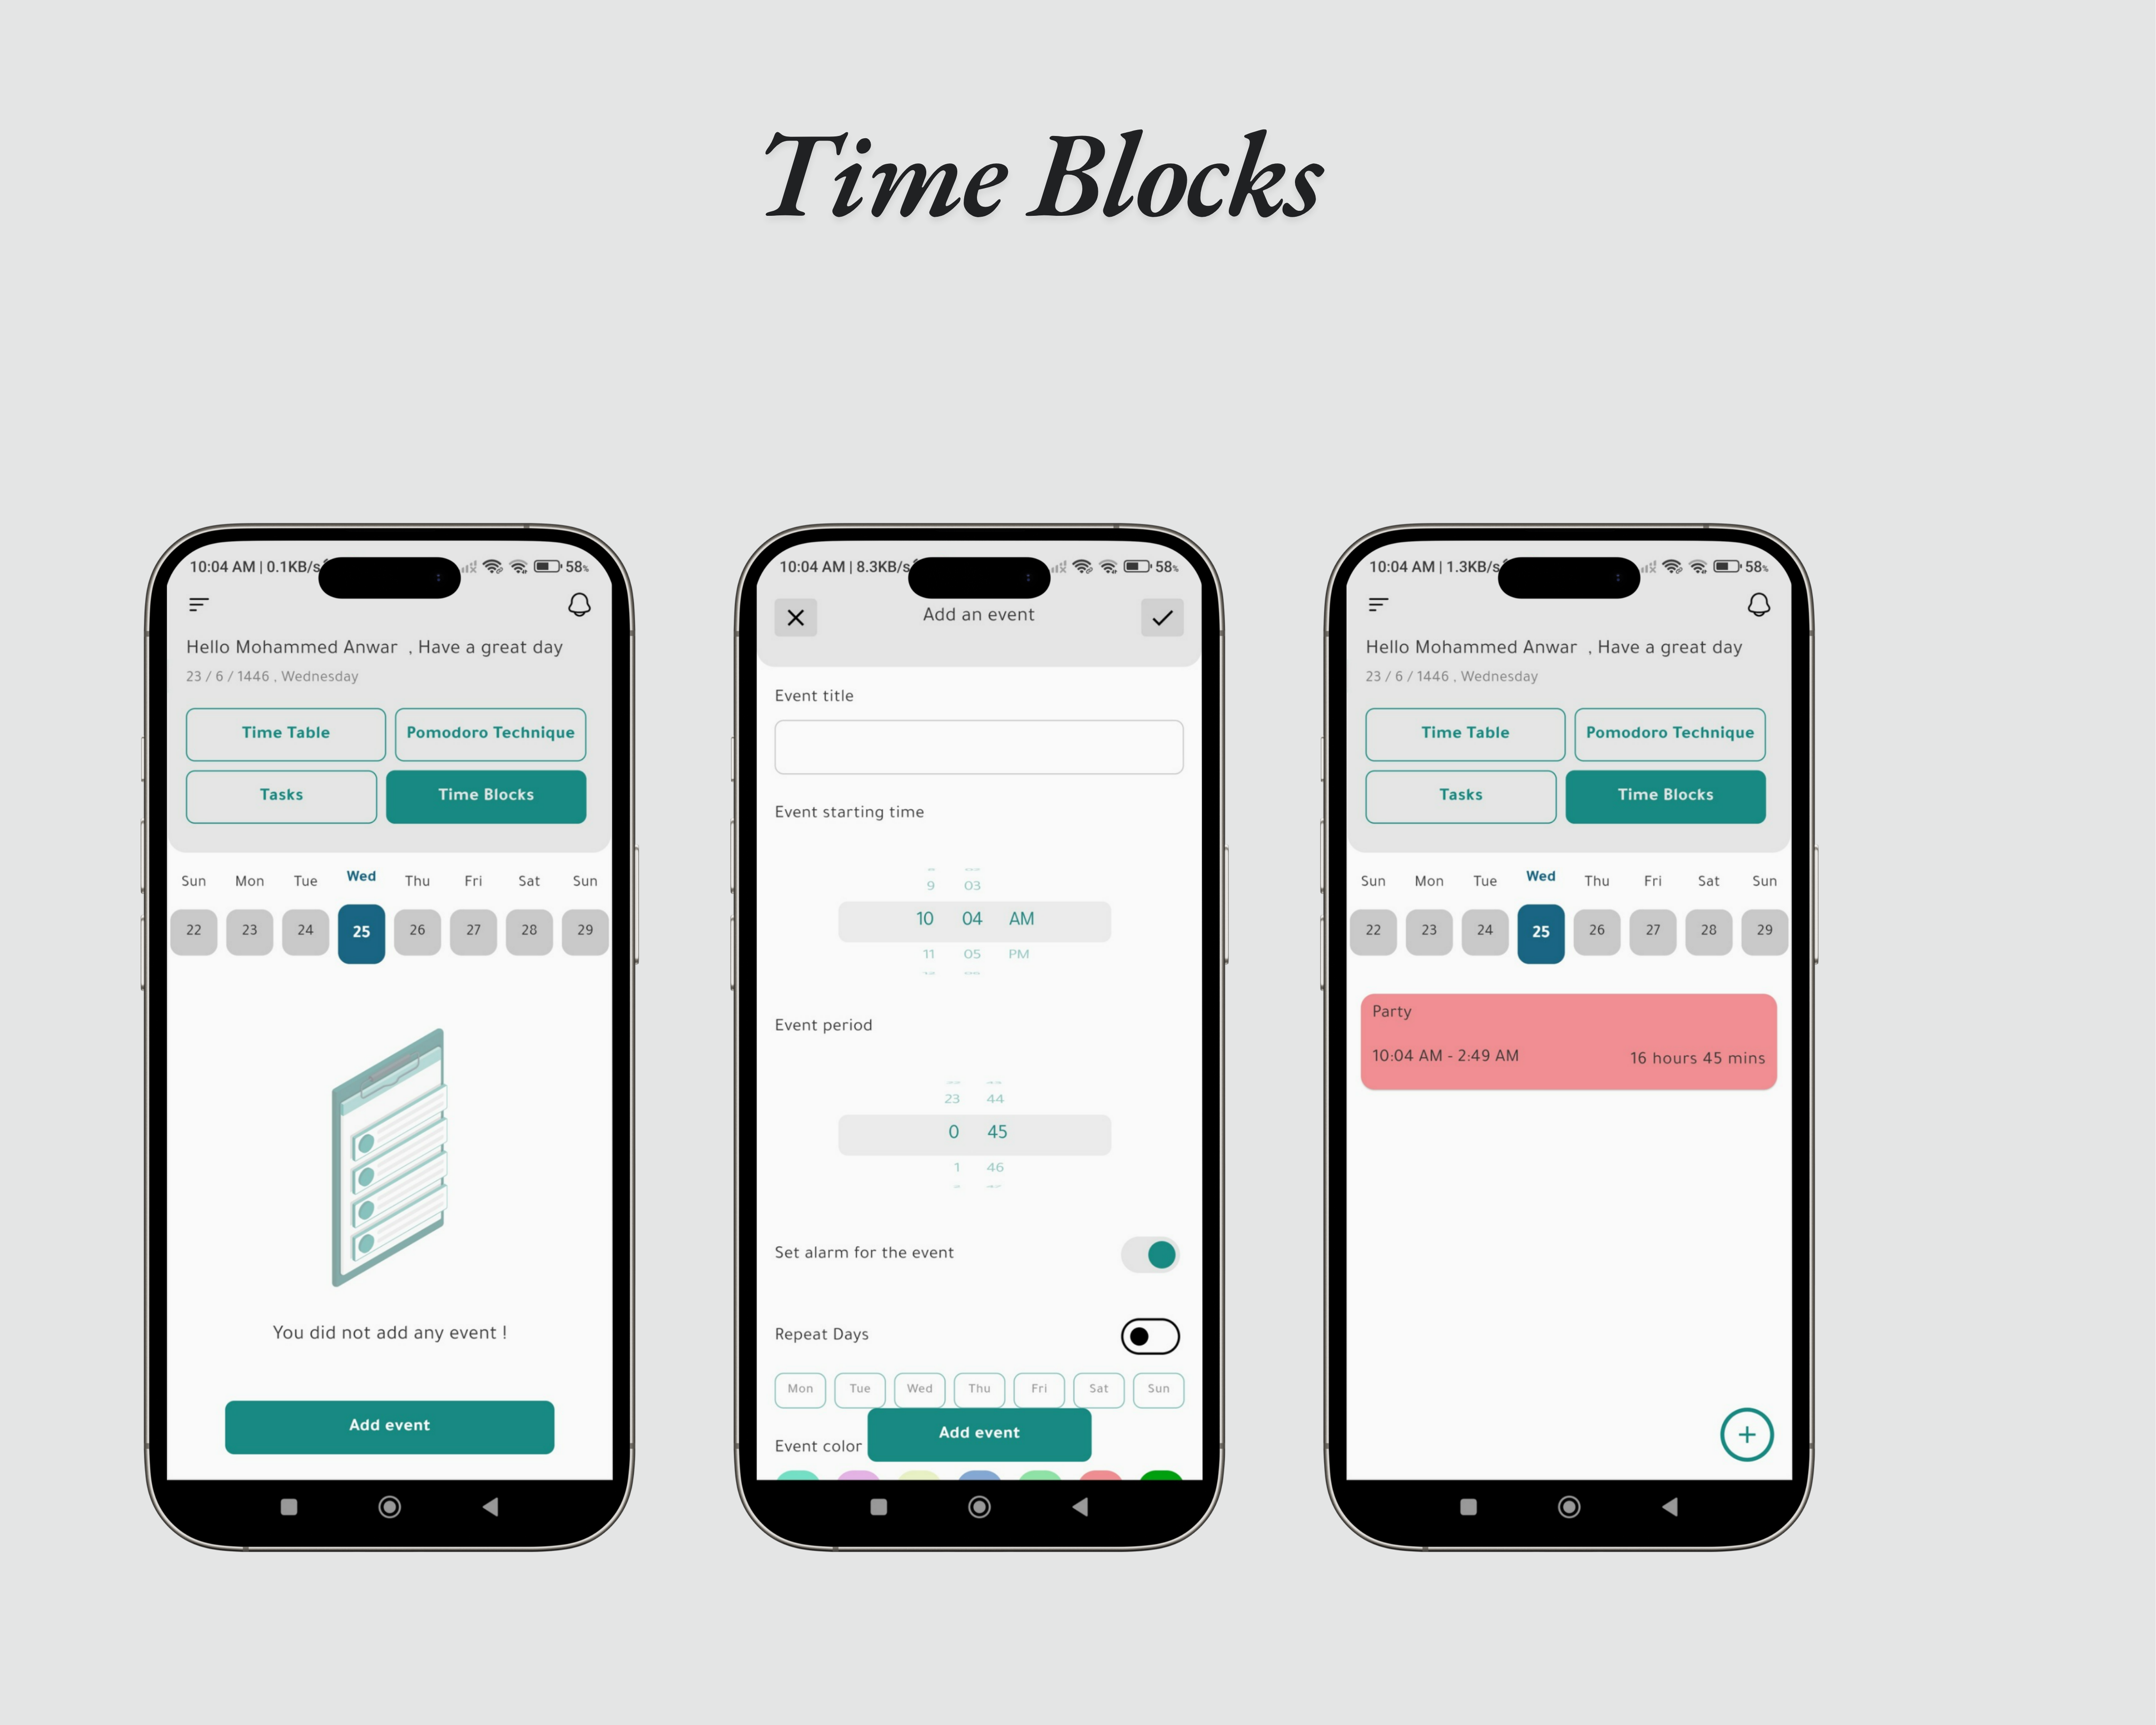 Time Blocks
10:04 AM | 0.1KB/s
58%
Hello Mohammed Anwar , Have a great day
23 / 6 / 1446 , Wednesday
Time Table
Pomodoro Technique
Tasks
Time Blocks
Sun Mon Tue Wed Thu Fri Sat Sun
22 23 24 25 26 27 28 29
You did not add any event !
Add event
10:04 AM | 8.3KB/s
58%
Add an event
Event title
Event starting time
9 03
10 04 AM
11 05 PM
Event period
23 44
0 45
1 46
Set alarm for the event
Repeat Days
Mon Tue Wed Thu Fri Sat Sun
Add event
Event color
10:04 AM | 1.3KB/s
58%
Hello Mohammed Anwar , Have a great day
23 / 6 / 1446 , Wednesday
Time Table
Pomodoro Technique
Tasks
Time Blocks
Sun Mon Tue Wed Thu Fri Sat Sun
22 23 24 25 26 27 28 29
Party
10:04 AM - 2:49 AM
16 hours 45 mins